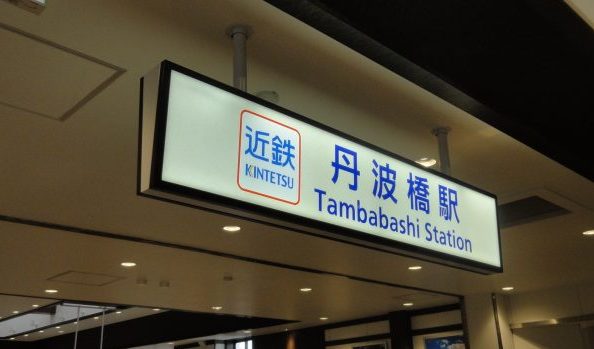 近鉄
KINTETSU
丹波橋駅
Tambabashi Station